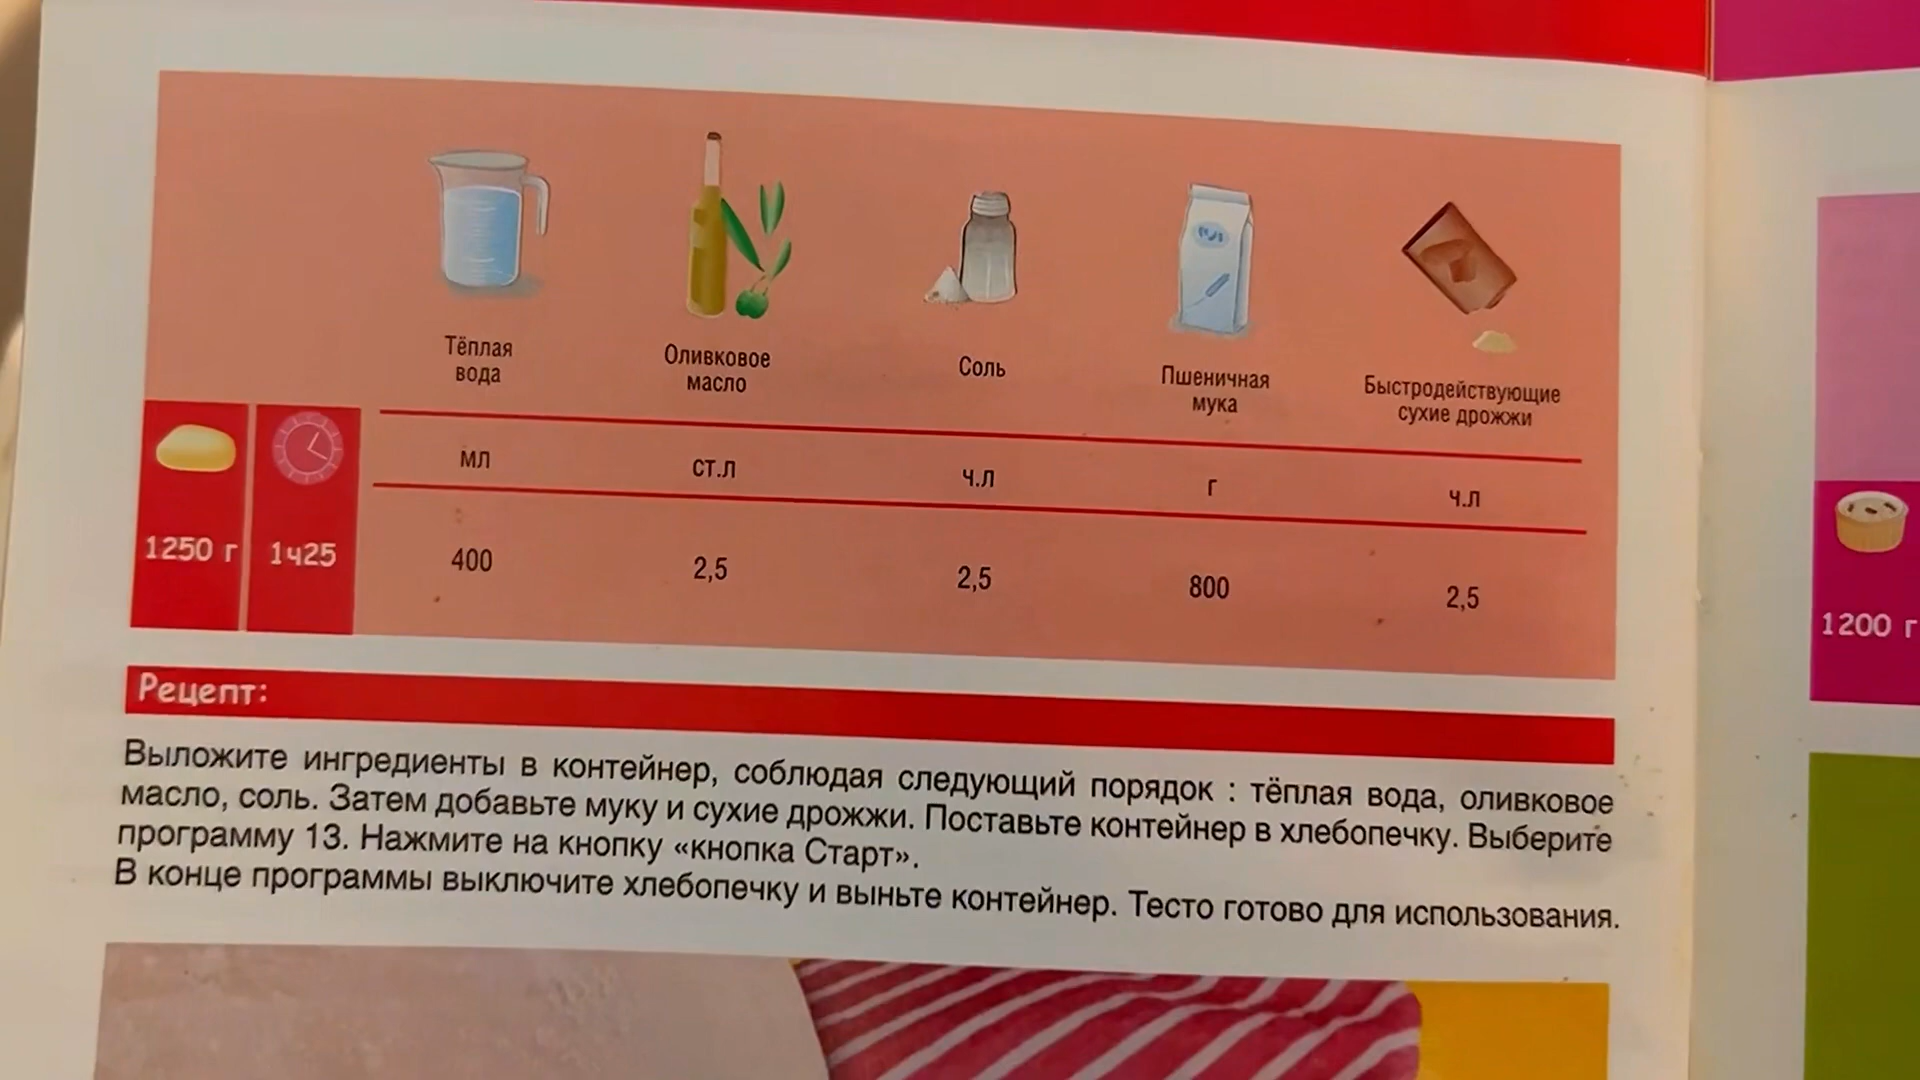 Тёплая
вода
Оливковое
масло
Соль
Пшеничная
мука
Быстродействующие
сухие дрожжи
мл
ст.л
ч.л
г
ч.л
1250 г
1ч25
400
2,5
2,5
800
2,5
1200 г
Рецепт:
Выложите ингредиенты в контейнер, соблюдая следующий порядок : тёплая вода, оливковое
масло, соль. Затем добавьте муку и сухие дрожжи. Поставьте контейнер в хлебопечку. Выберите
программу 13. Нажмите на кнопку «кнопка Старт».
В конце программы выключите хлебопечку и выньте контейнер. Тесто готово для использования.